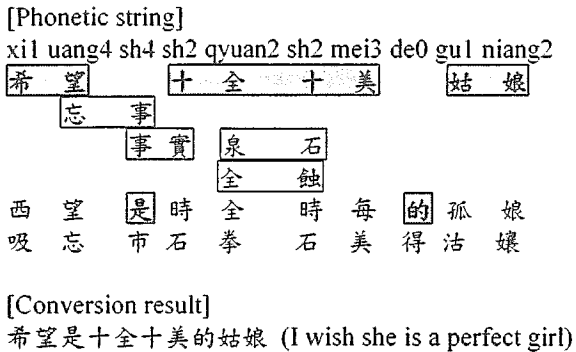 [Phonetic string]
xi1 uang4 sh4 sh2 qyuan2 sh2 mei3 de0 gu1 niang2
希望 十全十美 姑娘
忘事
事實 泉石
全蝕
西望是時全時每的孤娘
吸忘市石拳石美得沽孃
[Conversion result]
希望是十全十美的姑娘 (I wish she is a perfect girl)